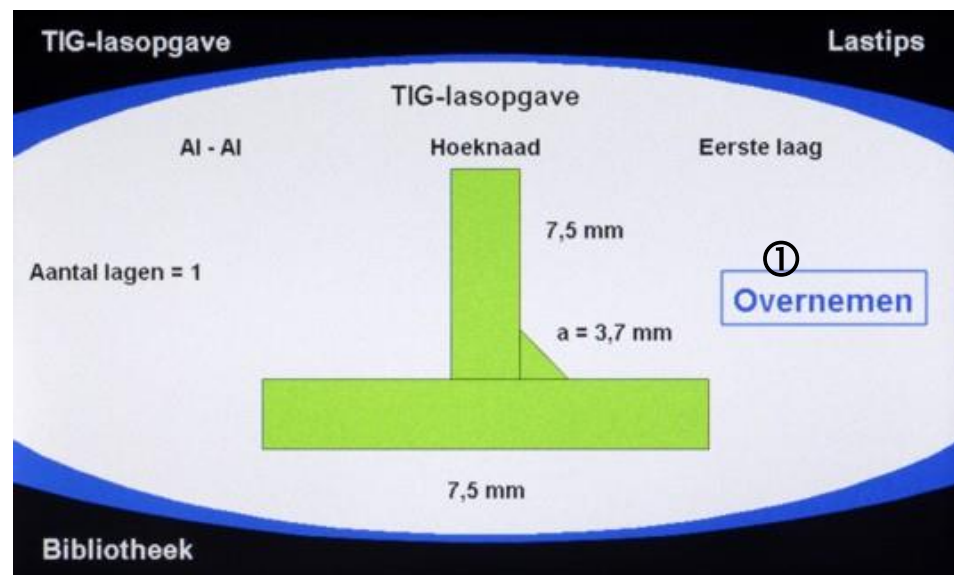 TIG-lasopgave
Lastips
TIG-lasopgave
Al - Al
Hoeknaad
Eerste laag
7,5 mm
Aantal lagen = 1
①
Overnemen
a = 3,7 mm
7,5 mm
Bibliotheek